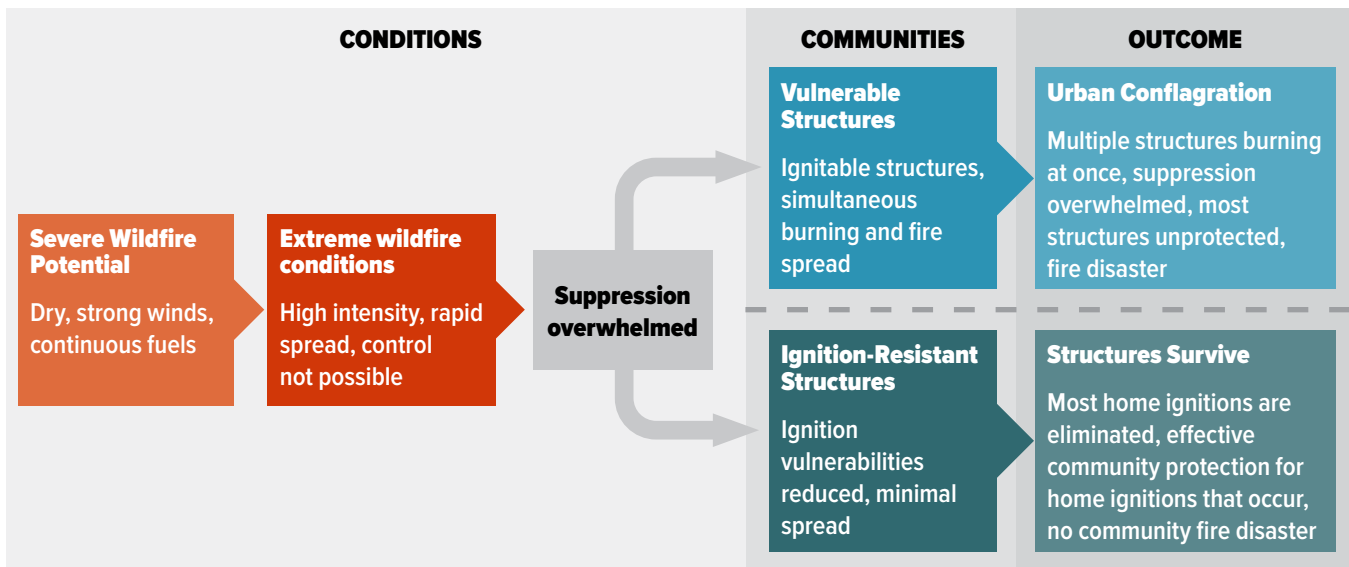 CONDITIONS
COMMUNITIES
OUTCOME
Severe Wildfire
Potential
Dry, strong winds,
continuous fuels
Extreme wildfire
conditions
High intensity, rapid
spread, control
not possible
Suppression
overwhelmed
Vulnerable
Structures
Ignitable structures,
simultaneous
burning and fire
spread
Urban Conflagration
Multiple structures burning
at once, suppression
overwhelmed, most
structures unprotected,
fire disaster
Ignition-Resistant
Structures
Ignition
vulnerabilities
reduced, minimal
spread
Structures Survive
Most home ignitions are
eliminated, effective
community protection for
home ignitions that occur,
no community fire disaster